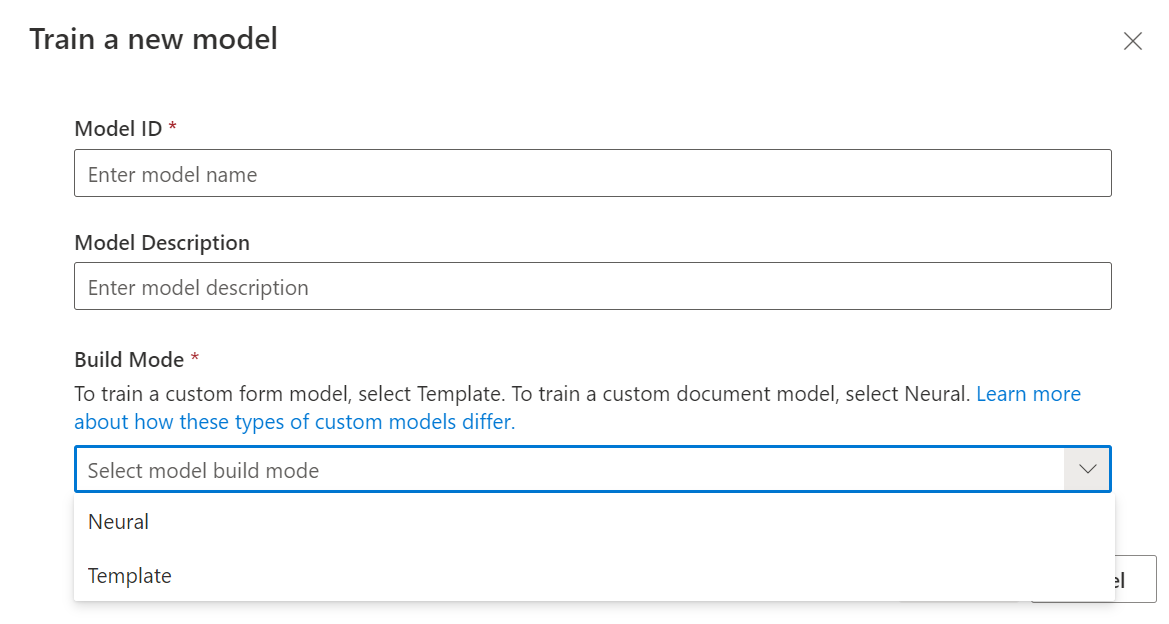 Train a new model
Model ID *
Enter model name
Model Description
Enter model description
Build Mode *
To train a custom form model, select Template. To train a custom document model, select Neural. Learn more
about how these types of custom models differ.
Select model build mode
Neural
Template